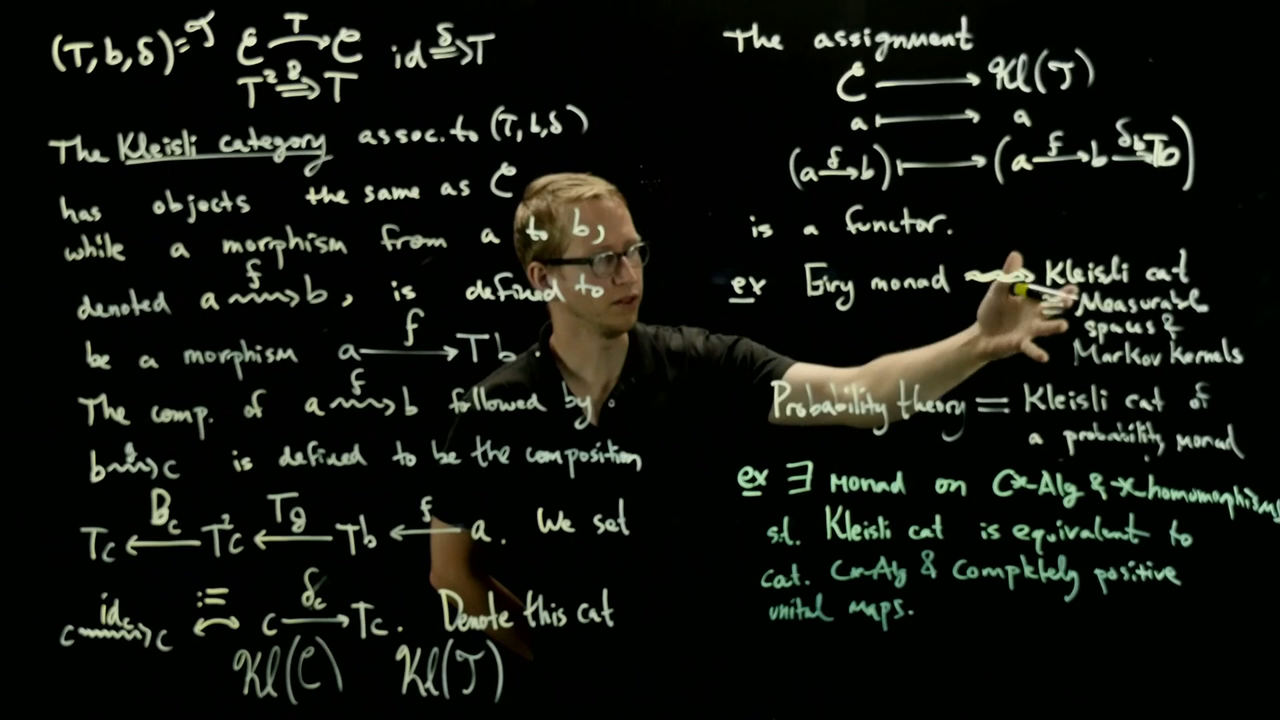 (T, b, δ) = 𝒯 𝒞 —T→ 𝒞 id =δ⇒ T
T² =b⇒ T
The Kleisli category assoc. to (T, b, δ)
has objects the same as 𝒞
while a morphism from a to b,
denoted a ~f~> b, is defined to
be a morphism a —f→ Tb.
The comp. of a ~f~> b followed by
b ~g~> c is defined to be the composition
Tc ←B_c— T²c ←Tg— Tb ←f— a. We set
c ~id_c~> c :=↔ c —δ_c→ Tc. Denote this cat
𝒦l(𝒞) 𝒦l(𝒯)
The assignment
𝒞 ⟶ 𝒦l(𝒯)
a ⟼ a
(a —f→ b) ⟼ (a —f→ b —δ_b→ Tb)
is a functor.
ex Giry monad ~~> Kleisli cat
= Measurable
spaces &
Markov kernels
Probability theory = Kleisli cat of
a probability monad
ex ∃ monad on C*-Alg & *-homomorphisms
s.t. Kleisli cat is equivalent to
cat. C*-Alg & completely positive
unital maps.